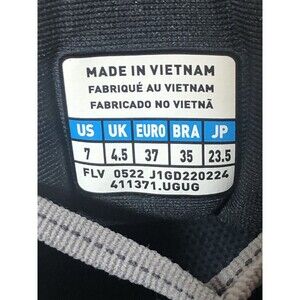 MADE IN VIETNAM
FABRIQUÉ AU VIETNAM
FABRICADO NO VIETNÃ
US UK EURO BRA JP
7 4.5 37 35 23.5
FLV 0522 J1GD220224
411371.UGUG